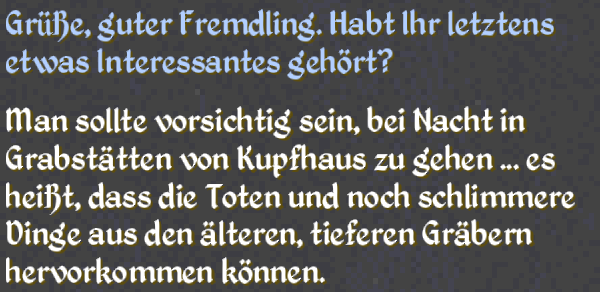 Grüße, guter Fremdling. Habt Ihr letztens
etwas Interessantes gehört?
Man sollte vorsichtig sein, bei Nacht in
Grabstätten von Kupfhaus zu gehen ... es
heißt, dass die Toten und noch schlimmere
Dinge aus den älteren, tieferen Gräbern
hervorkommen können.